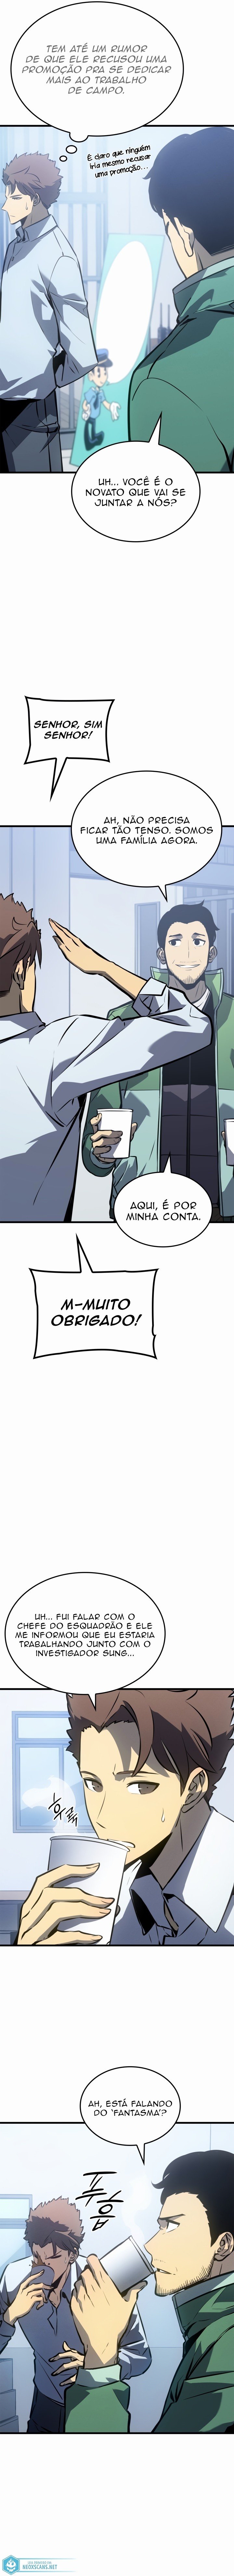 TEM ATÉ UM RUMOR
DE QUE ELE RECUSOU UMA
PROMOÇÃO PRA SE DEDICAR
MAIS AO TRABALHO
DE CAMPO.
É claro que ninguém
iria mesmo recusar
uma promoção...
UH... VOCÊ É O
NOVATO QUE VAI SE
JUNTAR A NÓS?
SENHOR, SIM
SENHOR!
AH, NÃO PRECISA
FICAR TÃO TENSO. SOMOS
UMA FAMÍLIA AGORA.
AQUI, É POR
MINHA CONTA.
M-MUITO
OBRIGADO!
UH... FUI FALAR COM O
CHEFE DO ESQUADRÃO E ELE
ME INFORMOU QUE EU ESTARIA
TRABALHANDO JUNTO COM O
INVESTIGADOR SUNG...
AH, ESTÁ FALANDO
DO 'FANTASMA'?
NEOXSCANS.NET